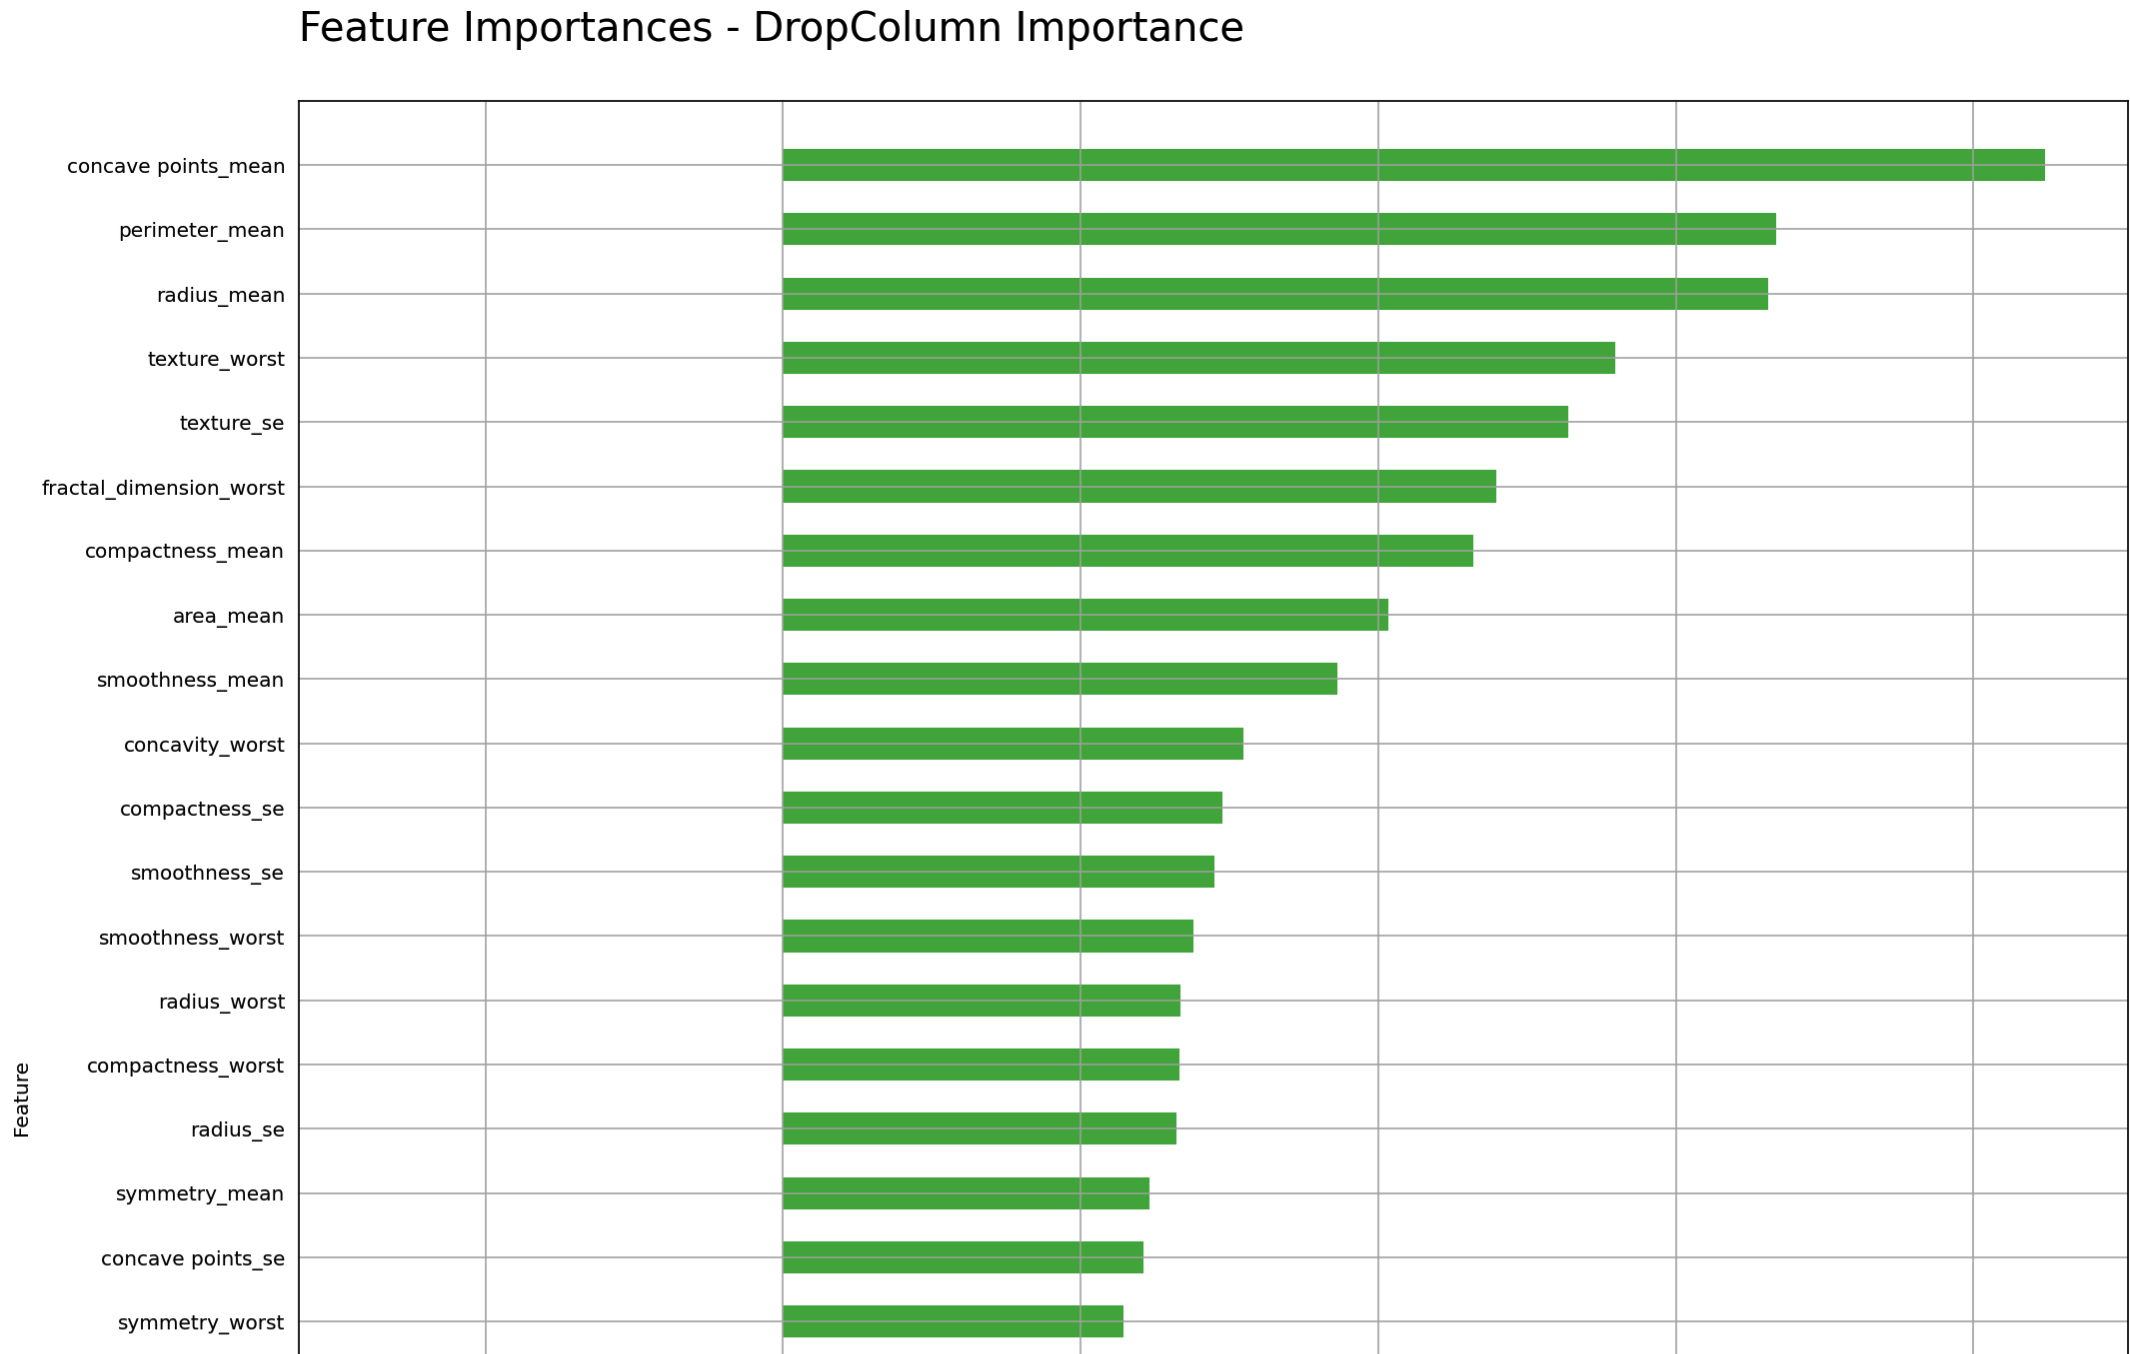 Feature Importances - DropColumn Importance
concave points_mean
perimeter_mean
radius_mean
texture_worst
texture_se
fractal_dimension_worst
compactness_mean
area_mean
smoothness_mean
concavity_worst
compactness_se
smoothness_se
smoothness_worst
radius_worst
compactness_worst
radius_se
symmetry_mean
concave points_se
symmetry_worst
Feature